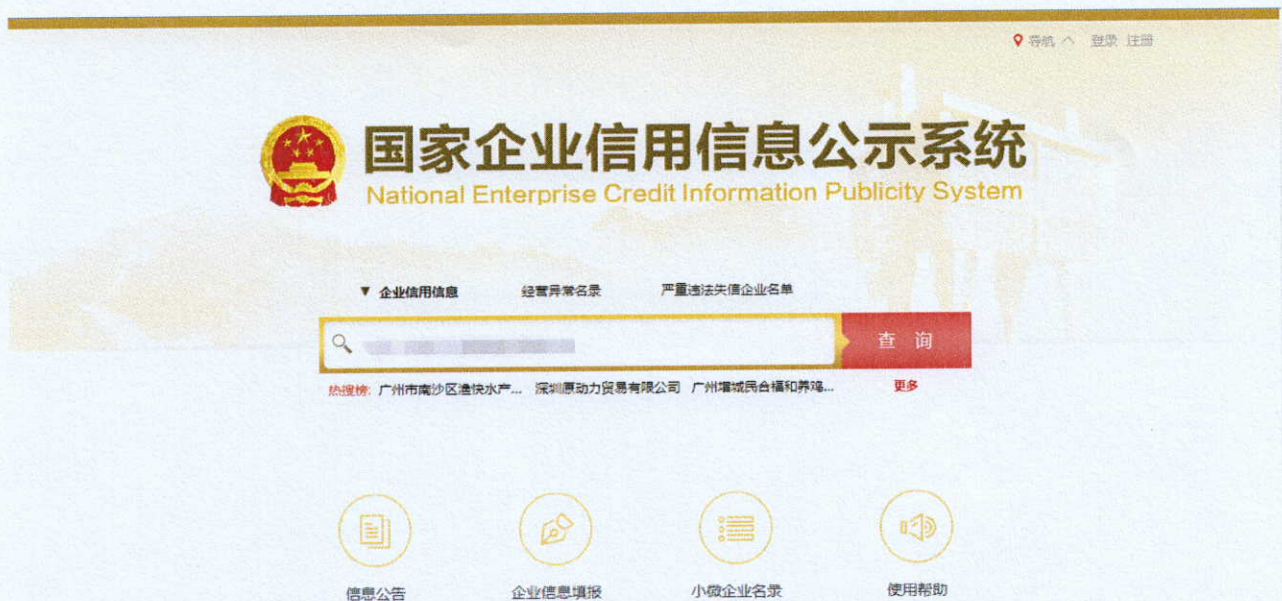 导航 登录 注册
国家企业信用信息公示系统
National Enterprise Credit Information Publicity System
▼ 企业信用信息 经营异常名录 严重违法失信企业名单
查 询
热搜榜: 广州市南沙区渔快水产... 深圳原动力贸易有限公司 广州增城民合福和养鸡... 更多
信息公告 企业信息填报 小微企业名录 使用帮助